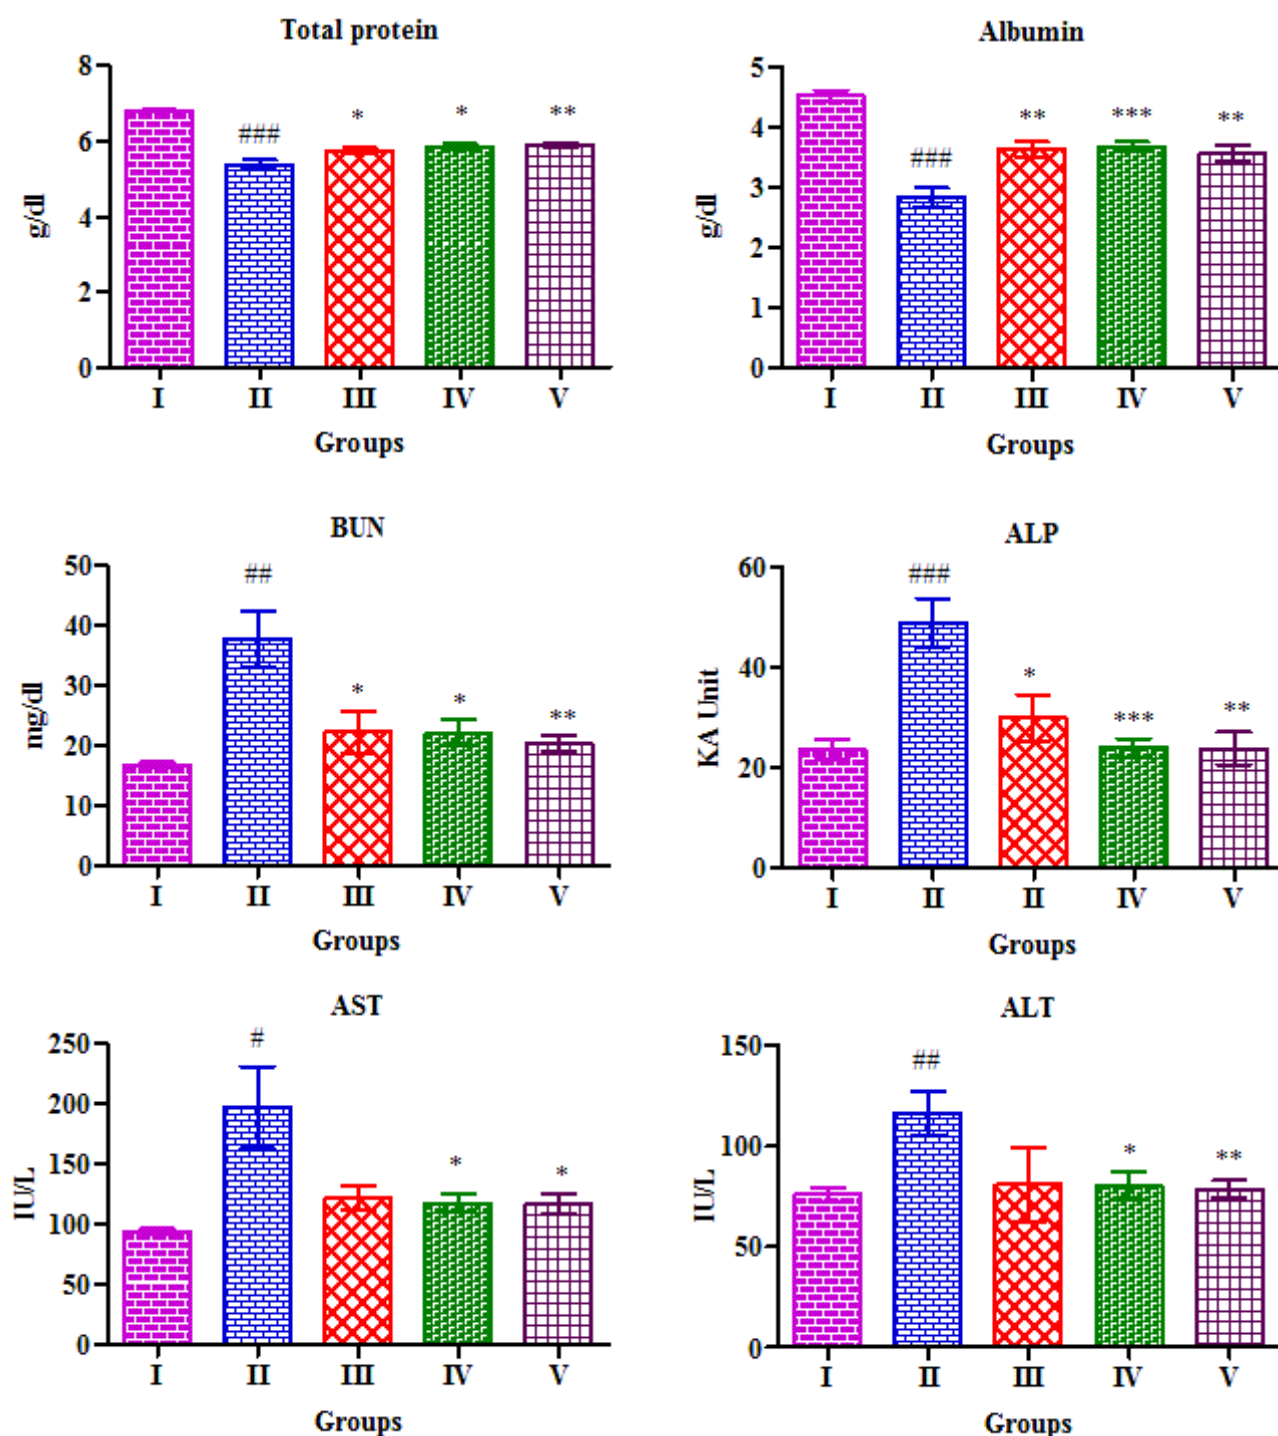 Total protein
8
6
4
2
0
g/dl
###
*
*
**
I II III IV V
Groups
Albumin
5
4
3
2
1
0
g/dl
###
**
***
**
I II III IV V
Groups
BUN
50
40
30
20
10
0
mg/dl
##
*
*
**
I II III IV V
Groups
ALP
60
40
20
0
KA Unit
###
*
***
**
I II II IV V
Groups
AST
250
200
150
100
50
0
IU/L
#
*
*
I II III IV V
Groups
ALT
150
100
50
0
IU/L
##
*
**
I II III IV V
Groups